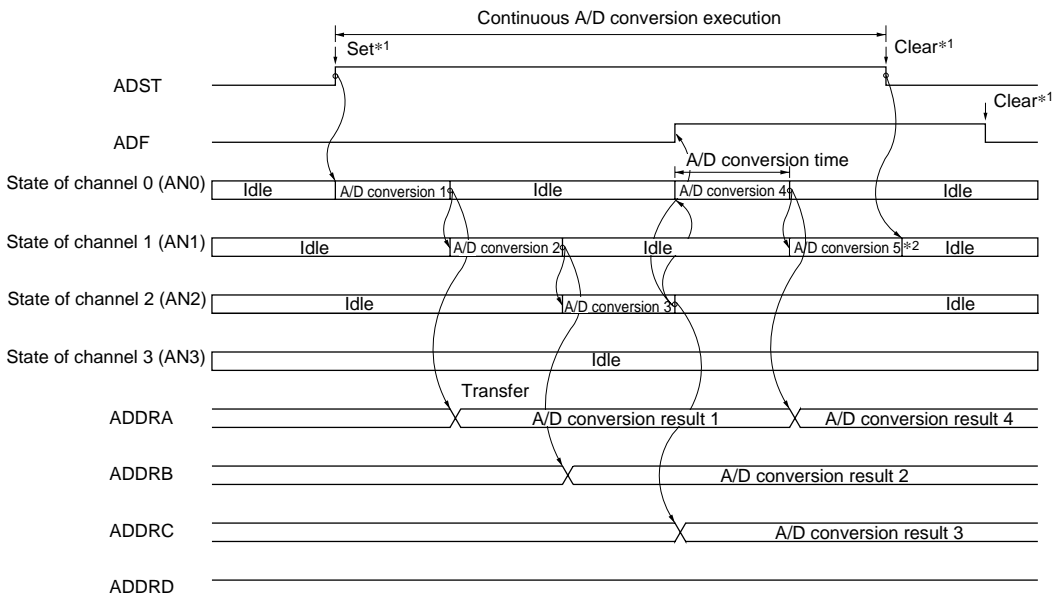 Continuous A/D conversion execution
Set*1
Clear*1
ADST
Clear*1
ADF
A/D conversion time
State of channel 0 (AN0)
Idle
A/D conversion 1
Idle
A/D conversion 4
Idle
State of channel 1 (AN1)
Idle
A/D conversion 2
Idle
A/D conversion 5
*2
Idle
State of channel 2 (AN2)
Idle
A/D conversion 3
Idle
State of channel 3 (AN3)
Idle
Transfer
ADDRA
A/D conversion result 1
A/D conversion result 4
ADDRB
A/D conversion result 2
ADDRC
A/D conversion result 3
ADDRD